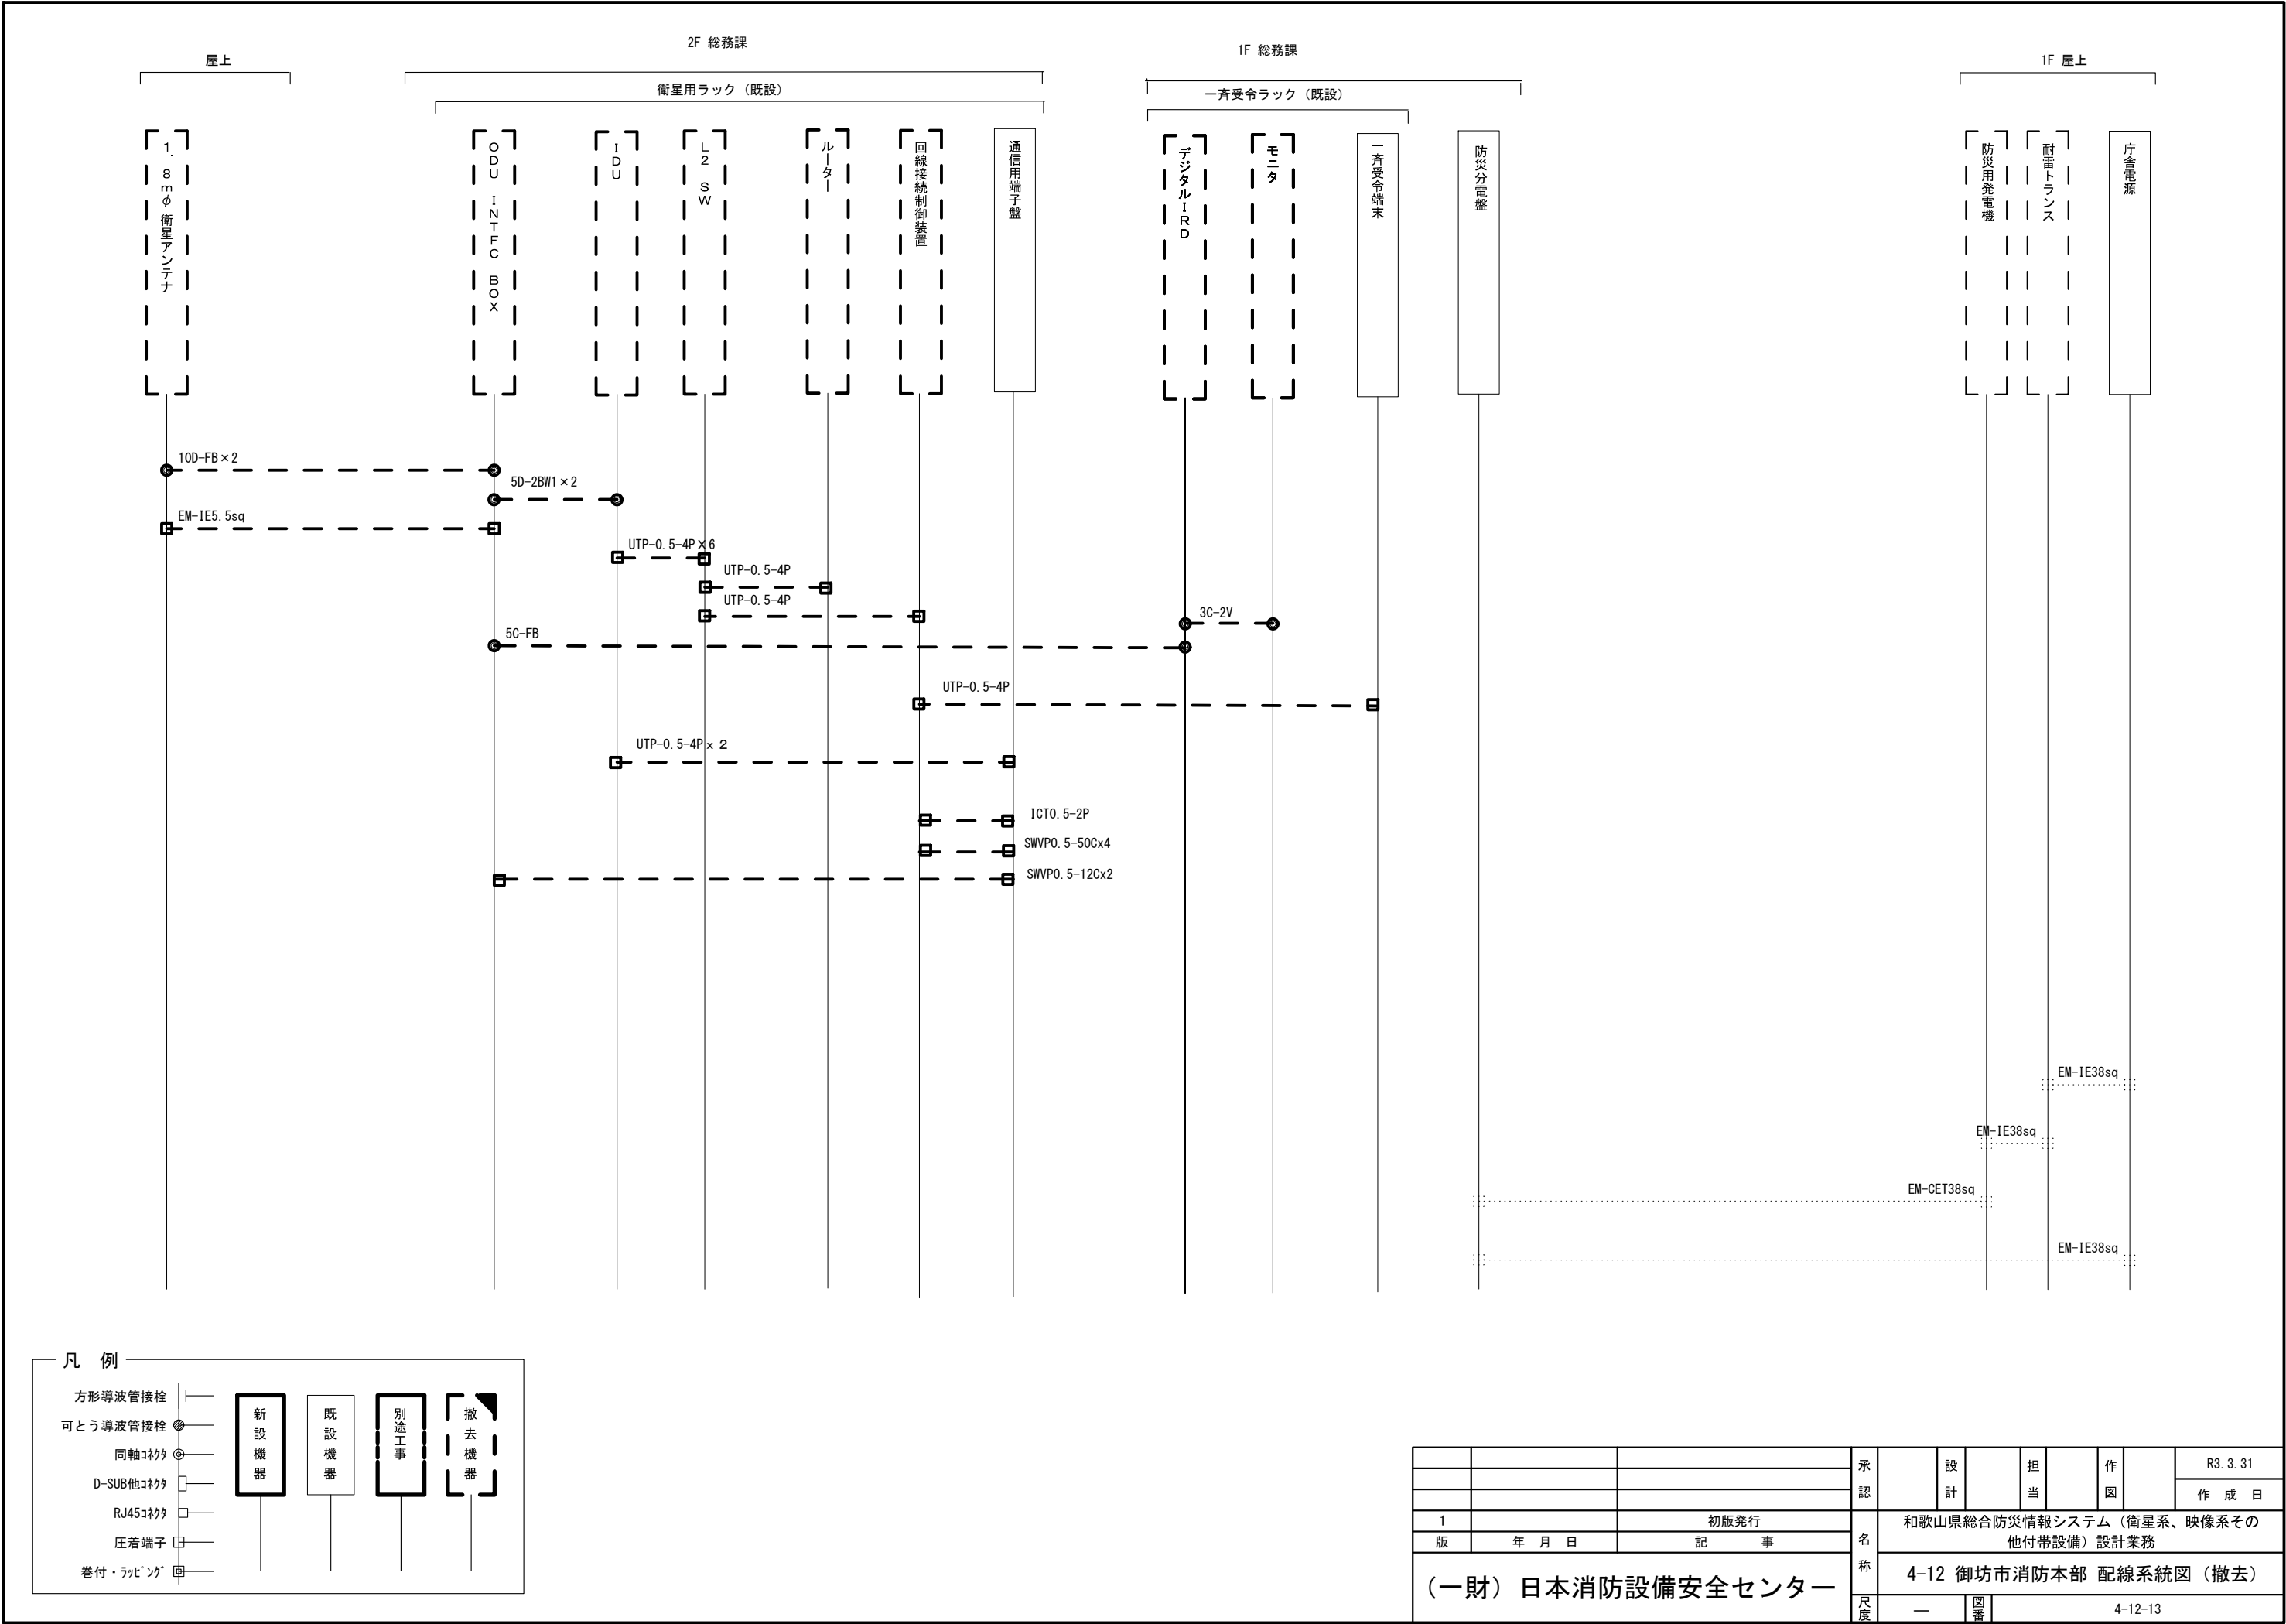 2F 総務課
1F 総務課
屋上
1F 屋上
衛星用ラック（既設）
一斉受令ラック（既設）
1．8ｍφ衛星アンテナ
ODU INTFC BOX
IDU
L2 SW
ルーター
回線接続制御装置
通信用端子盤
デジタルIRD
モニタ
一斉受令端末
防災分電盤
防災用発電機
耐雷トランス
庁舎電源
10D-FB×2
5D-2BW1×2
EM-IE5.5sq
UTP-0.5-4P×6
UTP-0.5-4P
UTP-0.5-4P
3C-2V
5C-FB
UTP-0.5-4P
UTP-0.5-4Px 2
ICT0.5-2P
SWVP0.5-50Cx4
SWVP0.5-12Cx2
EM-IE38sq
EM-IE38sq
EM-CET38sq
EM-IE38sq
凡 例
方形導波管接栓
可とう導波管接栓
同軸ｺﾈｸﾀ
D-SUB他ｺﾈｸﾀ
RJ45ｺﾈｸﾀ
圧着端子
巻付・ﾗｯﾋﾟﾝｸﾞ
新設機器
既設機器
別途工事
撤去機器
承認
設計
担当
作図
R3.3.31
作 成 日
1 初版発行
版 年 月 日 記 事
名称
和歌山県総合防災情報システム（衛星系、映像系その
他付帯設備）設計業務
4-12 御坊市消防本部 配線系統図（撤去）
（一財）日本消防設備安全センター
尺度
―
図番
4-12-13